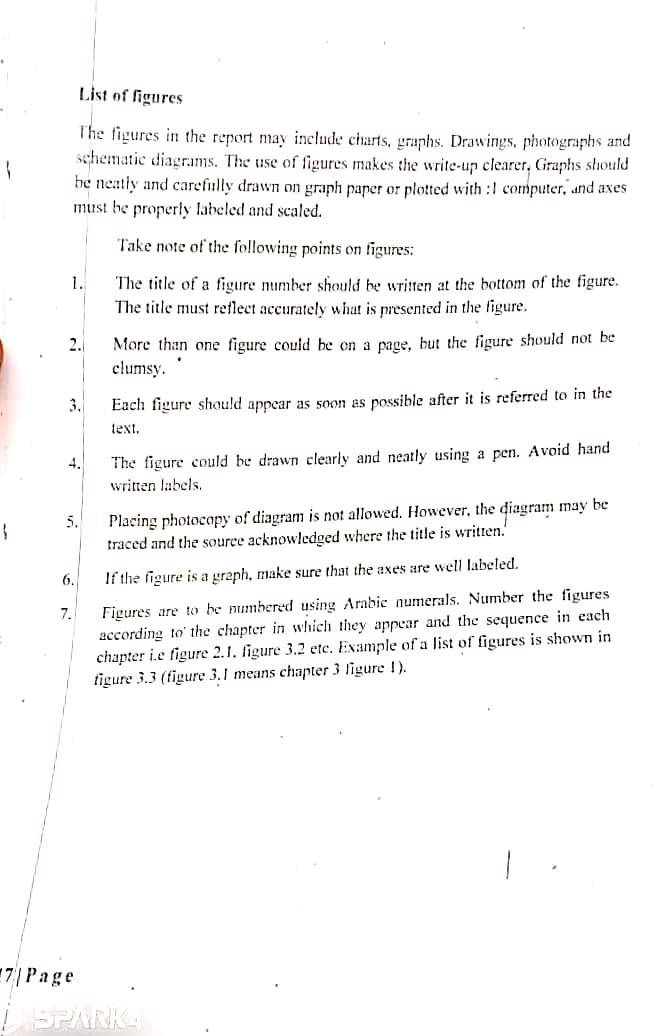 List of figures
The figures in the report may include charts, graphs. Drawings, photographs and
schematic diagrams. The use of figures makes the write-up clearer, Graphs should
be neatly and carefully drawn on graph paper or plotted with :1 computer, and axes
must be properly labeled and scaled.
Take note of the following points on figures:
1. The title of a figure number should be written at the bottom of the figure.
The title must reflect accurately what is presented in the figure.
2. More than one figure could be on a page, but the figure should not be
clumsy.
3. Each figure should appear as soon as possible after it is referred to in the
text.
4. The figure could be drawn clearly and neatly using a pen. Avoid hand
written labels.
5. Placing photocopy of diagram is not allowed. However, the diagram may be
traced and the source acknowledged where the title is written.
6. If the figure is a graph, make sure that the axes are well labeled.
7. Figures are to be numbered using Arabic numerals. Number the figures
according to the chapter in which they appear and the sequence in each
chapter i.e figure 2.1. figure 3.2 etc. Example of a list of figures is shown in
figure 3.3 (figure 3.1 means chapter 3 figure 1).
7|Page
SPARK